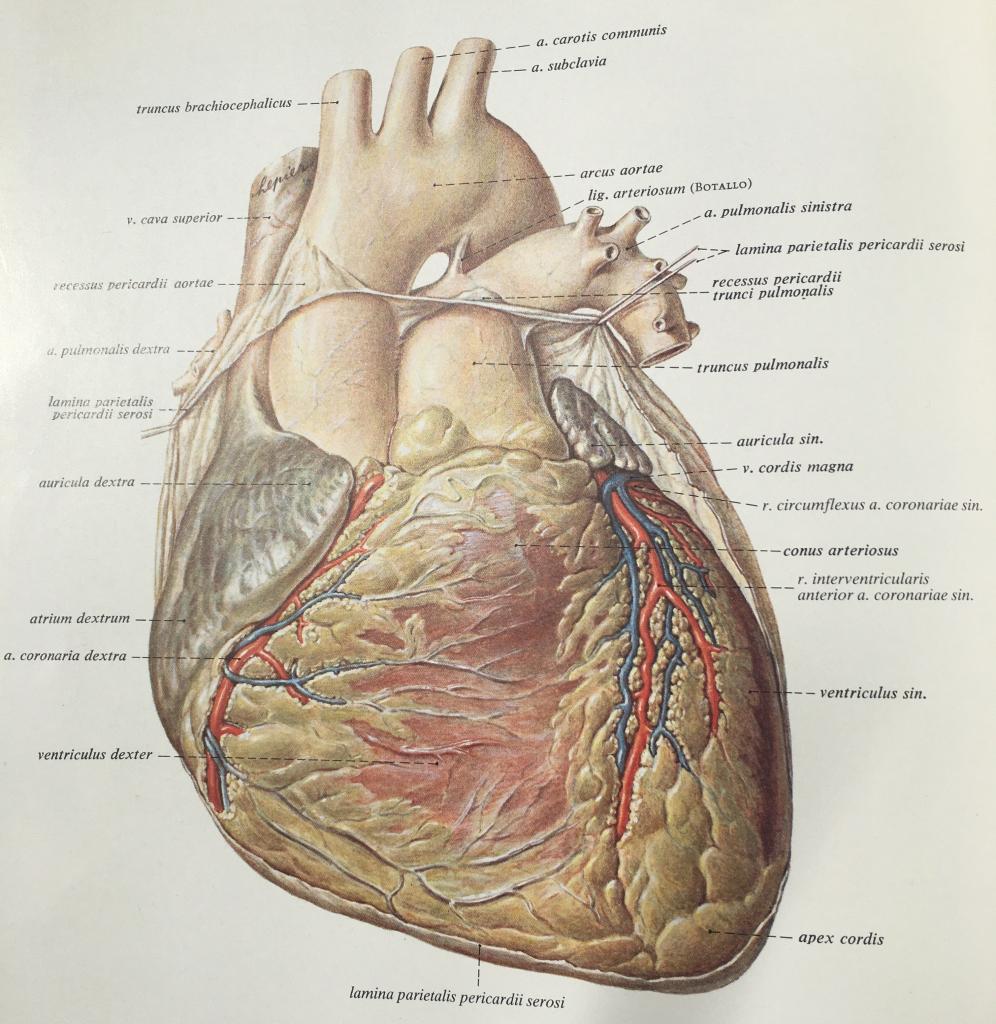 a. carotis communis
a. subclavia
truncus brachiocephalicus
arcus aortae
lig. arteriosum (BOTALLO)
a. pulmonalis sinistra
v. cava superior
lamina parietalis pericardii serosi
recessus pericardii aortae
recessus pericardii
trunci pulmonalis
a. pulmonalis dextra
truncus pulmonalis
lamina parietalis
pericardii serosi
auricula sin.
v. cordis magna
auricula dextra
r. circumflexus a. coronariae sin.
conus arteriosus
r. interventricularis
anterior a. coronariae sin.
atrium dextrum
a. coronaria dextra
ventriculus sin.
ventriculus dexter
apex cordis
lamina parietalis pericardii serosi